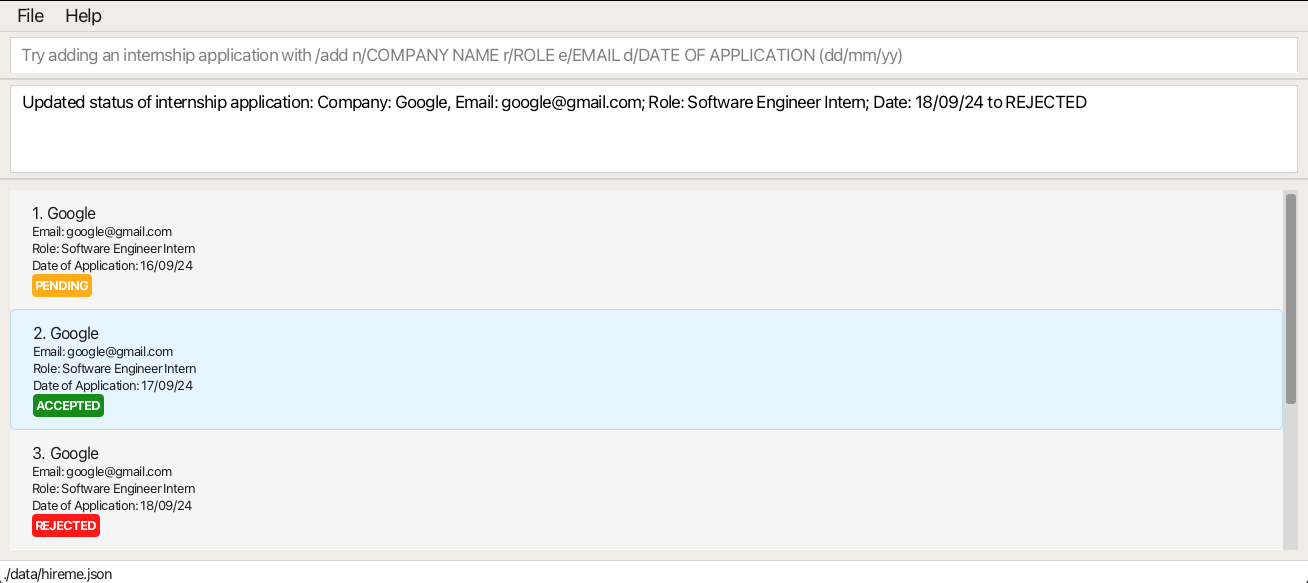 File Help
Try adding an internship application with /add n/COMPANY NAME r/ROLE e/EMAIL d/DATE OF APPLICATION (dd/mm/yy)
Updated status of internship application: Company: Google, Email: google@gmail.com; Role: Software Engineer Intern; Date: 18/09/24 to REJECTED
1. Google
Email: google@gmail.com
Role: Software Engineer Intern
Date of Application: 16/09/24
PENDING
2. Google
Email: google@gmail.com
Role: Software Engineer Intern
Date of Application: 17/09/24
ACCEPTED
3. Google
Email: google@gmail.com
Role: Software Engineer Intern
Date of Application: 18/09/24
REJECTED
./data/hireme.json